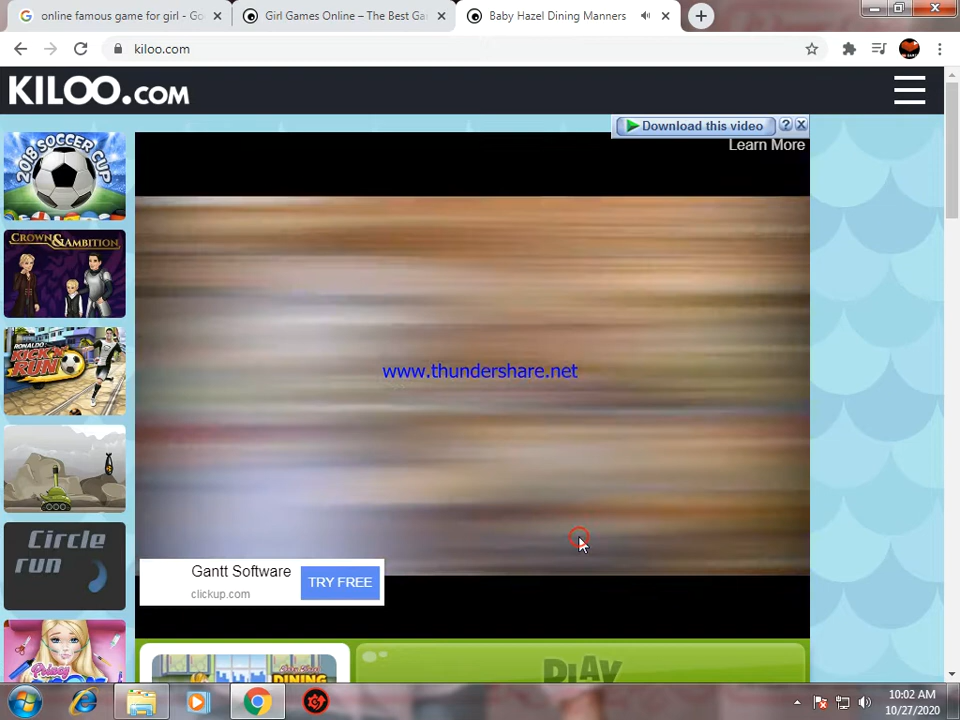 online famous game for girl - Go
Girl Games Online – The Best Ga
Baby Hazel Dining Manners
kiloo.com
KILOO.COM
Download this video
?
Learn More
2018 SOCCER CUP
CROWN & AMBITION
RONALDO: KICK'N RUN
www.thundershare.net
Circle run
Gantt Software
clickup.com
TRY FREE
DINING
PLAY
10:02 AM
10/27/2020